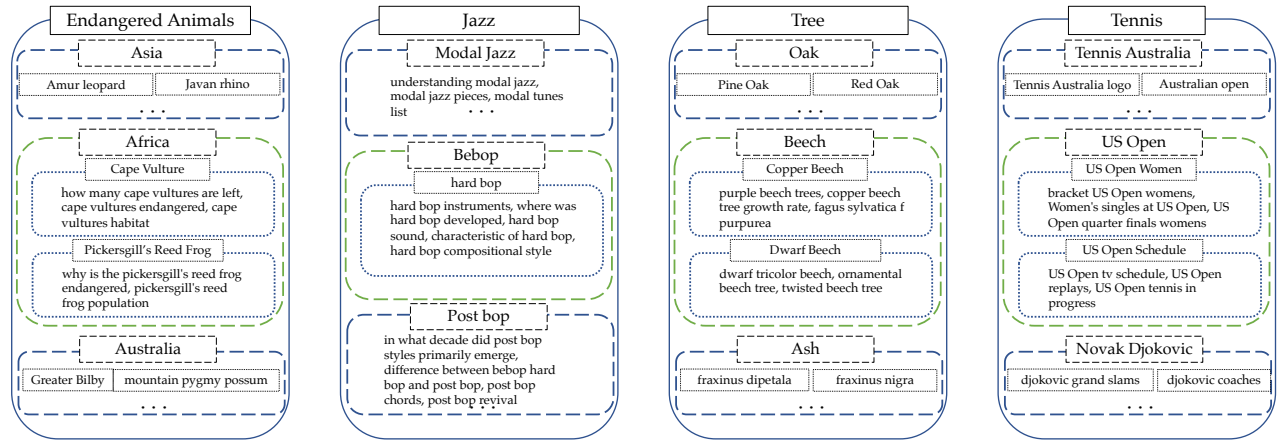 Endangered Animals
Asia
Amur leopard
Javan rhino
. . .
Africa
Cape Vulture
how many cape vultures are left,
cape vultures endangered, cape
vultures habitat
Pickersgill's Reed Frog
why is the pickersgill's reed frog
endangered, pickersgill's reed
frog population
Australia
Greater Bilby
mountain pygmy possum
. . .
Jazz
Modal Jazz
understanding modal jazz,
modal jazz pieces, modal tunes
list
. . .
Bebop
hard bop
hard bop instruments, where was
hard bop developed, hard bop
sound, characteristic of hard bop,
hard bop compositional style
Post bop
in what decade did post bop
styles primarily emerge,
difference between bebop hard
bop and post bop, post bop
chords, post bop revival
. . .
Tree
Oak
Pine Oak
Red Oak
. . .
Beech
Copper Beech
purple beech trees, copper beech
tree growth rate, fagus sylvatica f
purpurea
Dwarf Beech
dwarf tricolor beech, ornamental
beech tree, twisted beech tree
Ash
fraxinus dipetala
fraxinus nigra
. . .
Tennis
Tennis Australia
Tennis Australia logo
Australian open
. . .
US Open
US Open Women
bracket US Open womens,
Women's singles at US Open, US
Open quarter finals womens
US Open Schedule
US Open tv schedule, US Open
replays, US Open tennis in
progress
Novak Djokovic
djokovic grand slams
djokovic coaches
. . .